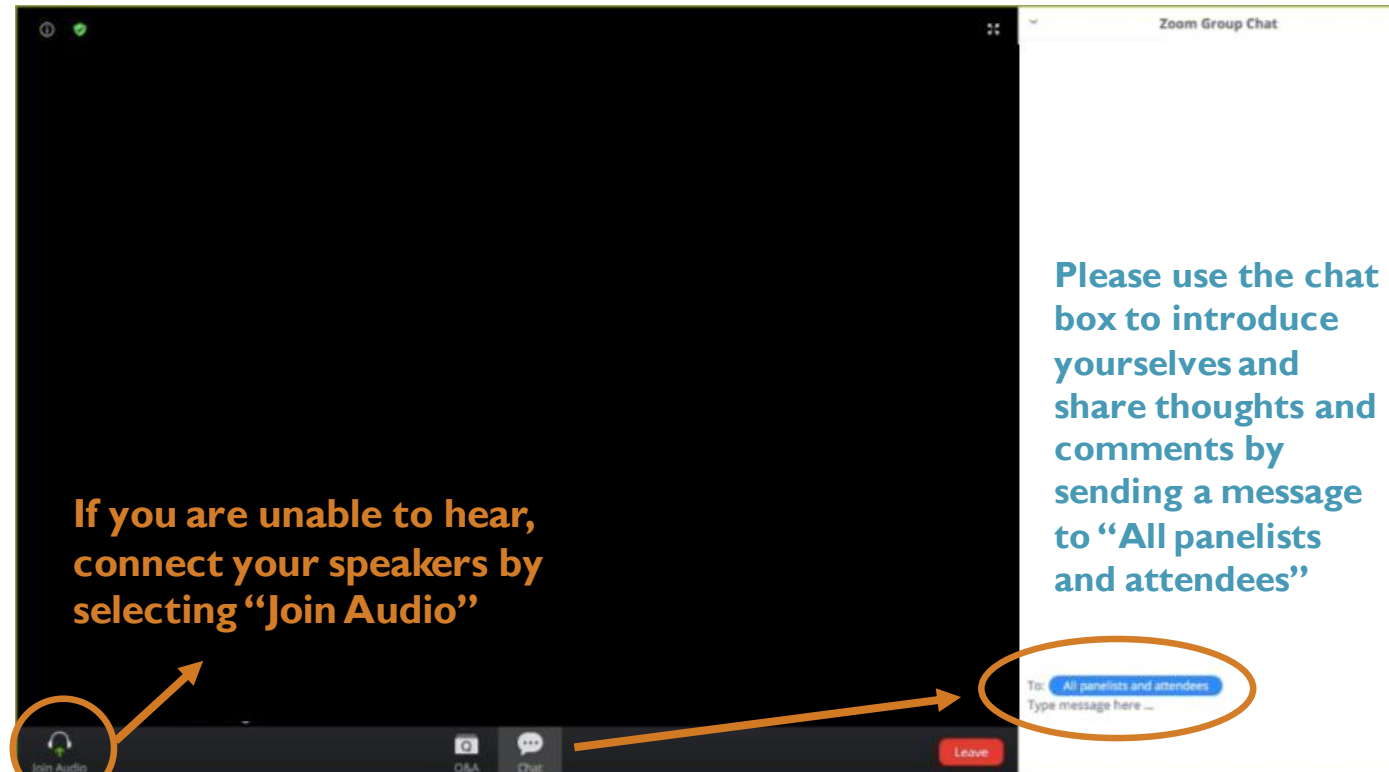 Zoom Group Chat
Please use the chat
box to introduce
yourselves and
share thoughts and
comments by
sending a message
to “All panelists
and attendees”
If you are unable to hear,
connect your speakers by
selecting “Join Audio”
To: All panelists and attendees
Type message here ...
Join Audio
Q
Q&A
Chat
Leave